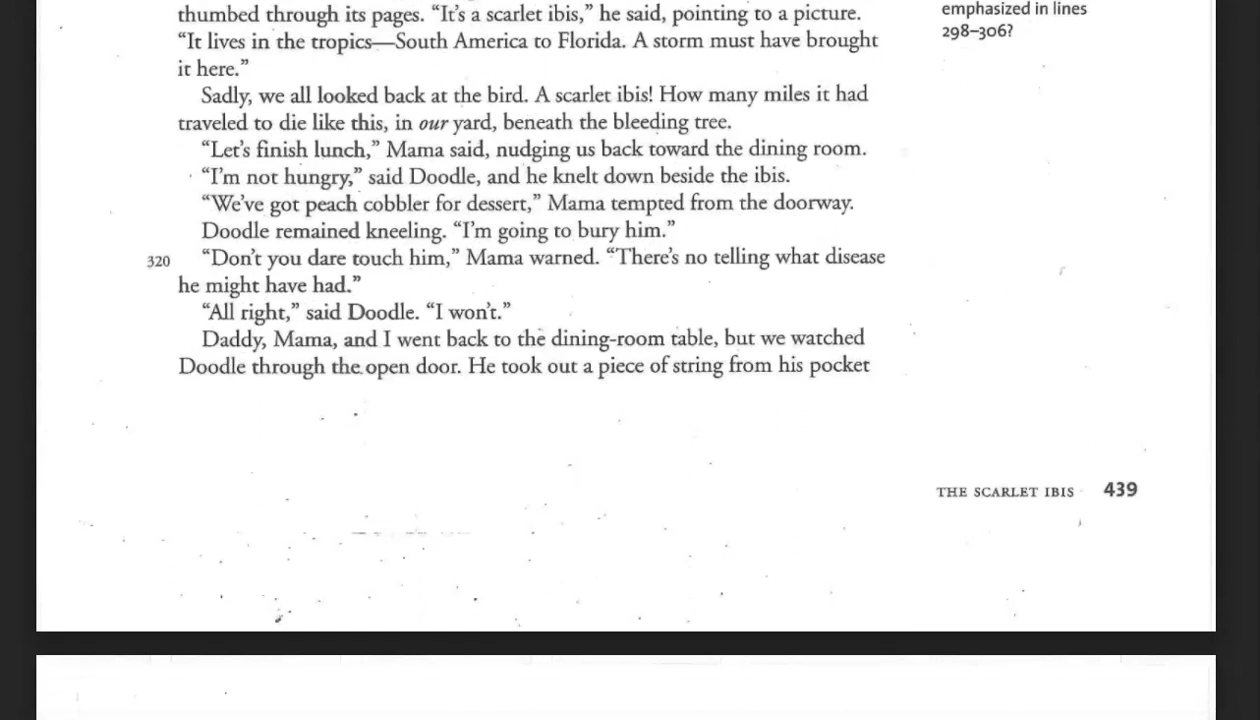 thumbed through its pages. “It’s a scarlet ibis,” he said, pointing to a picture.
“It lives in the tropics—South America to Florida. A storm must have brought
it here.”
Sadly, we all looked back at the bird. A scarlet ibis! How many miles it had
traveled to die like this, in our yard, beneath the bleeding tree.
“Let’s finish lunch,” Mama said, nudging us back toward the dining room.
“I’m not hungry,” said Doodle, and he knelt down beside the ibis.
“We’ve got peach cobbler for dessert,” Mama tempted from the doorway.
Doodle remained kneeling. “I’m going to bury him.”
320 “Don’t you dare touch him,” Mama warned. “There’s no telling what disease
he might have had.”
“All right,” said Doodle. “I won’t.”
Daddy, Mama, and I went back to the dining-room table, but we watched
Doodle through the open door. He took out a piece of string from his pocket
emphasized in lines
298–306?
THE SCARLET IBIS 439